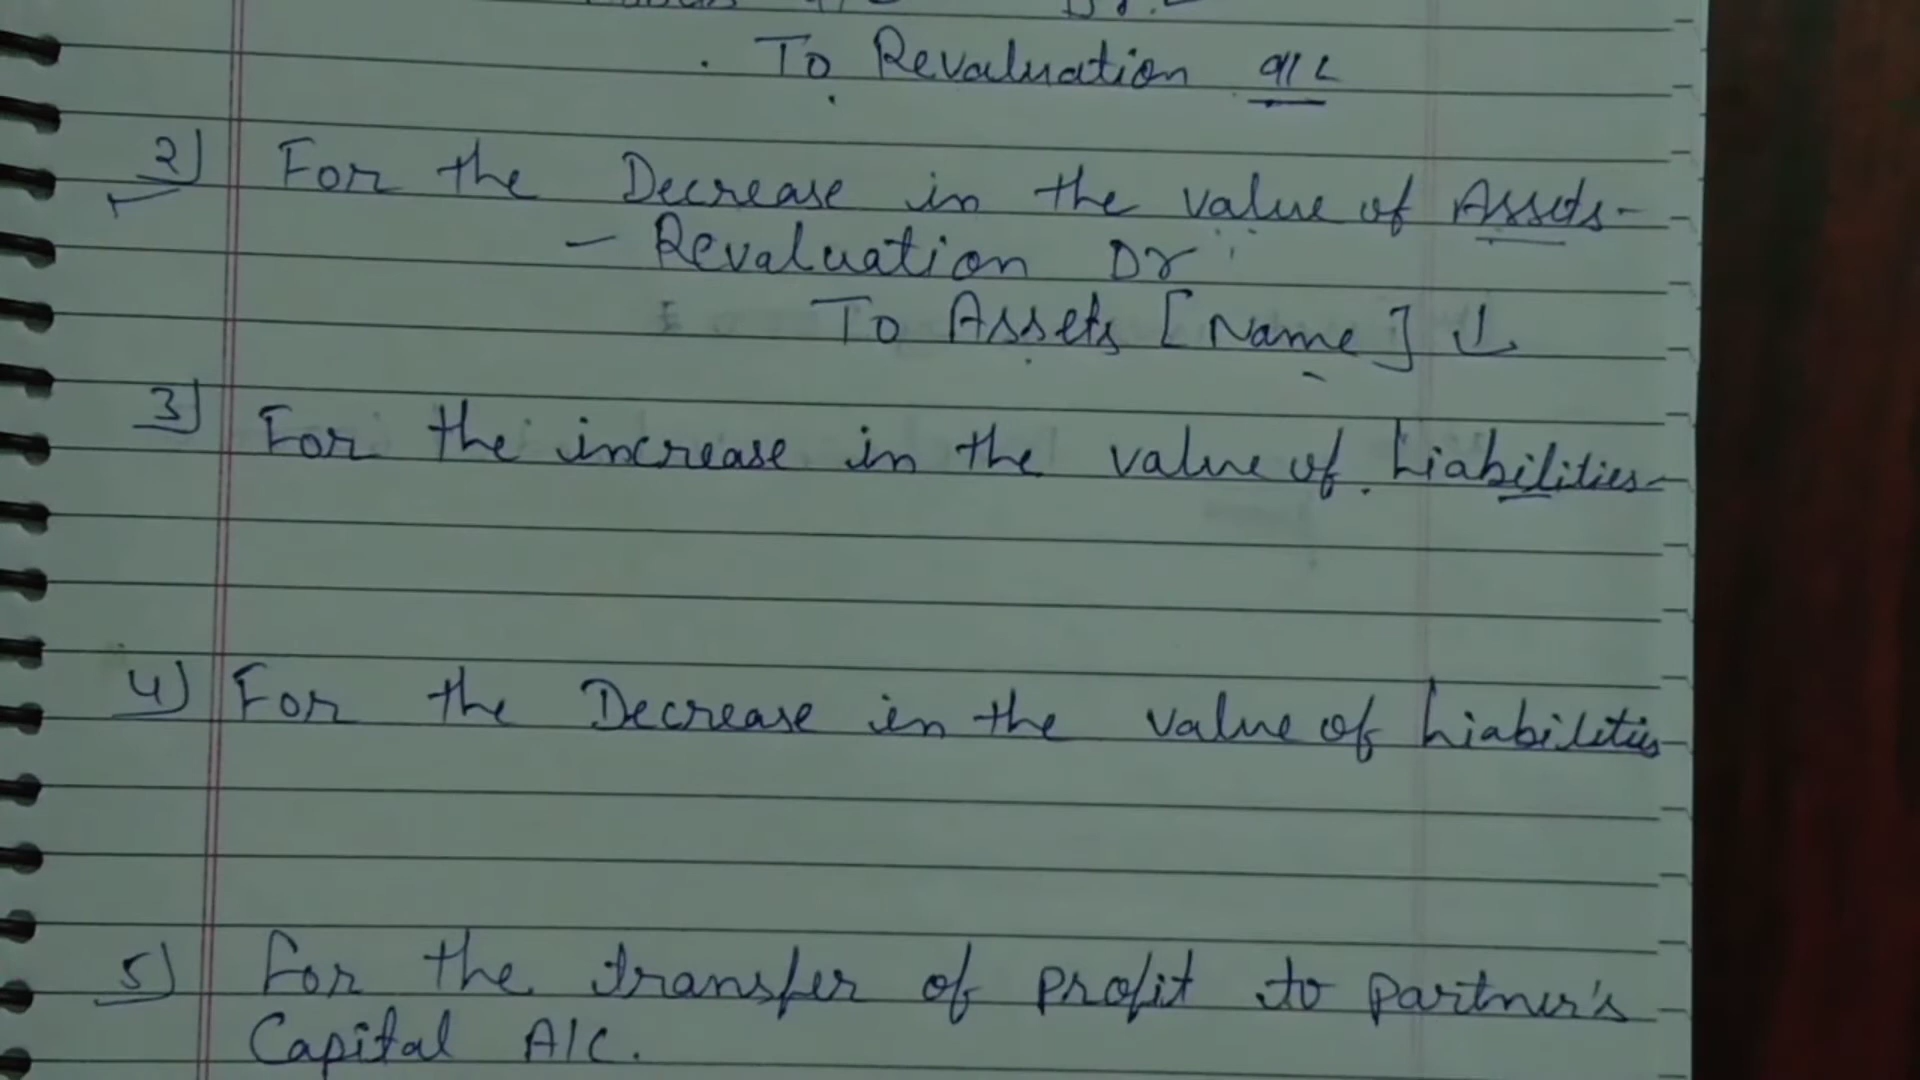 To Revaluation a/c
2) For the Decrease in the value of Assets-
- Revaluation Dr
To Assets [Name] ↓
3) For the increase in the value of Liabilities-
4) For the Decrease in the value of Liabilities
5) For the transfer of profit to partner's
Capital A/C.